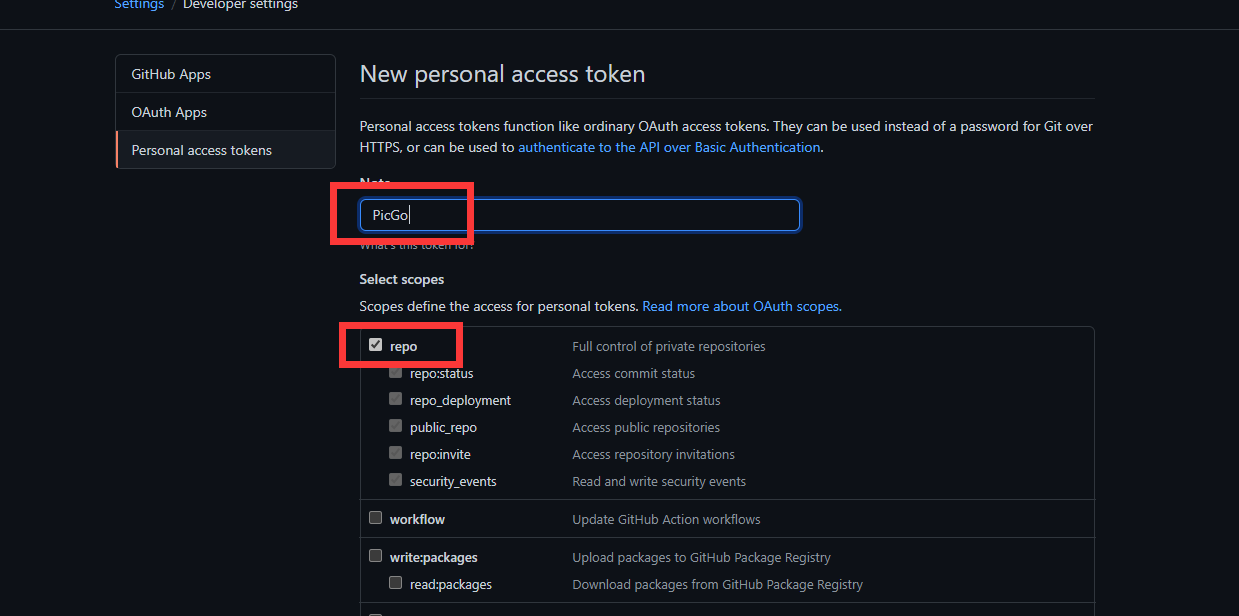 Settings / Developer settings
GitHub Apps
OAuth Apps
Personal access tokens
New personal access token
Personal access tokens function like ordinary OAuth access tokens. They can be used instead of a password for Git over
HTTPS, or can be used to authenticate to the API over Basic Authentication.
Note
PicGo
What's this token for?
Select scopes
Scopes define the access for personal tokens. Read more about OAuth scopes.
repo Full control of private repositories
repo:status Access commit status
repo_deployment Access deployment status
public_repo Access public repositories
repo:invite Access repository invitations
security_events Read and write security events
workflow Update GitHub Action workflows
write:packages Upload packages to GitHub Package Registry
read:packages Download packages from GitHub Package Registry